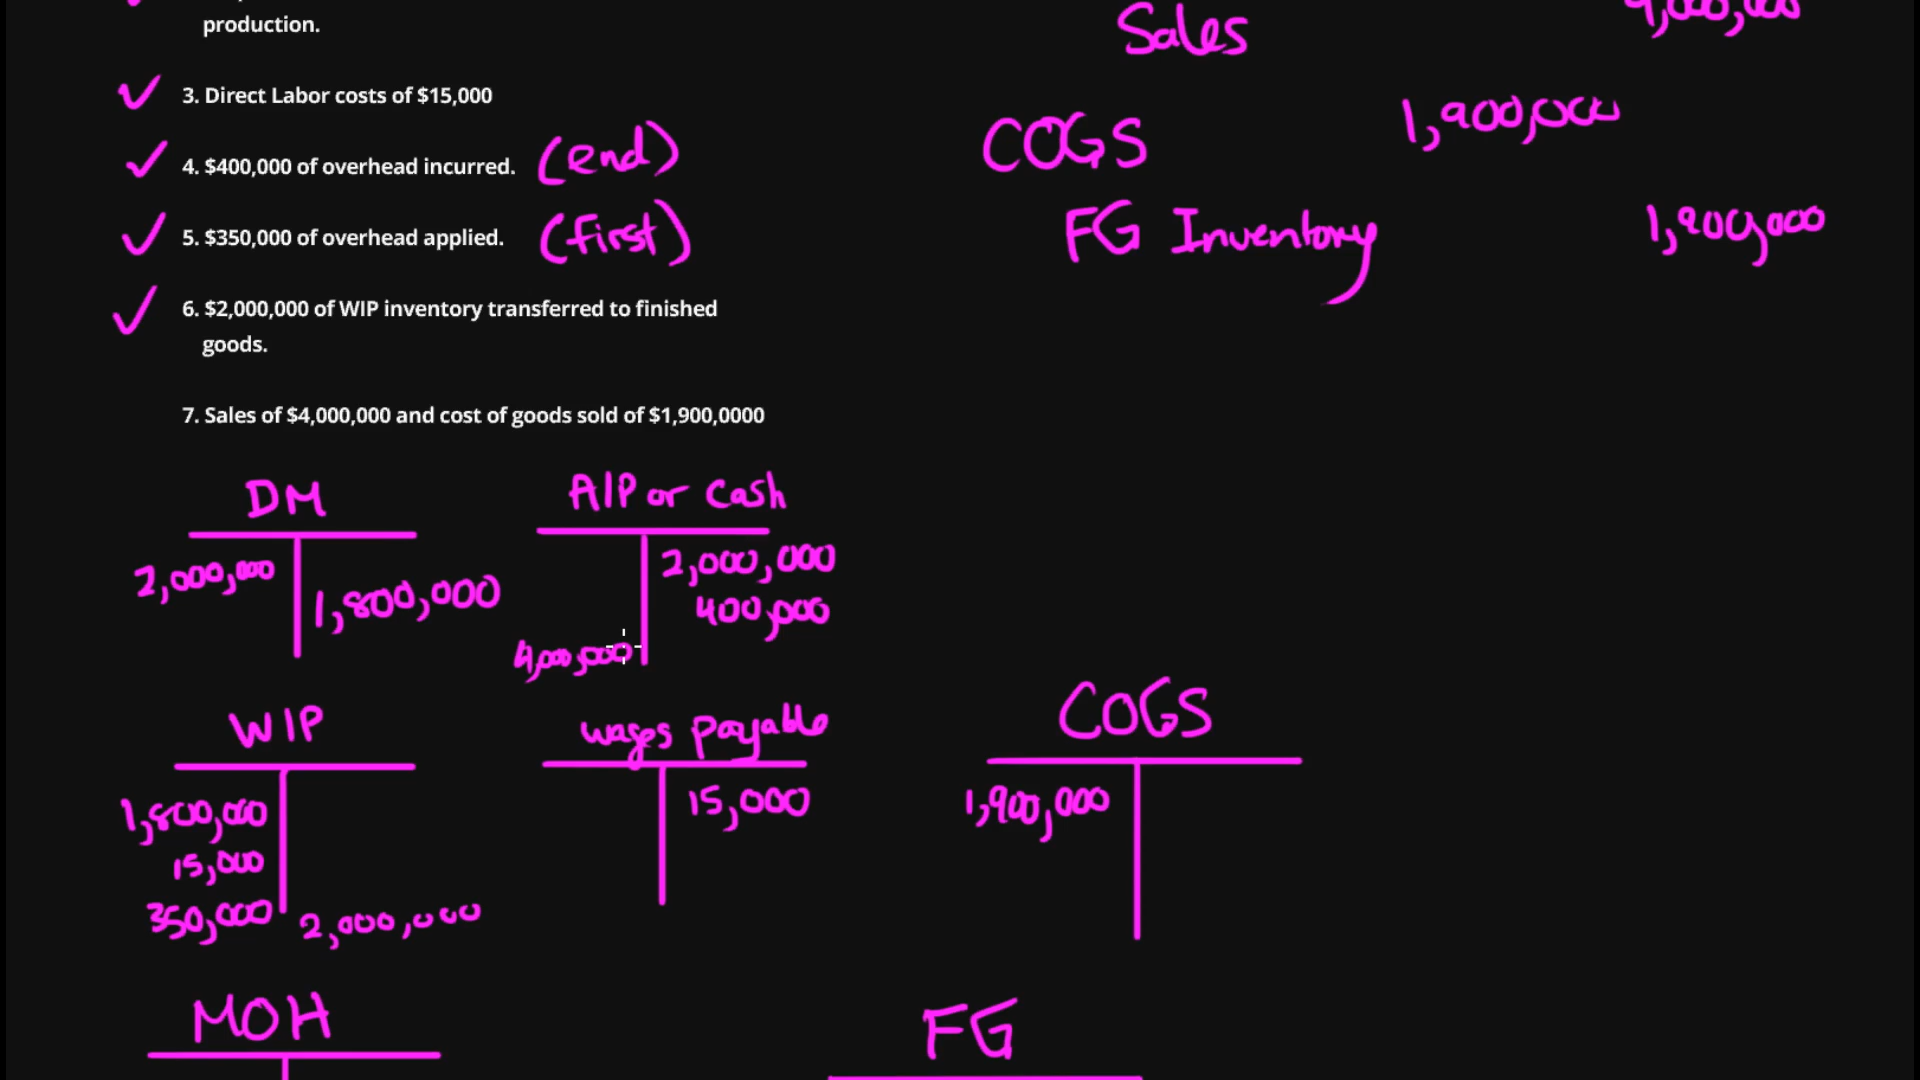 production.
Sales
3. Direct Labor costs of $15,000
COGS 1,900,000
4. $400,000 of overhead incurred. (end)
FG Inventory 1,900,000
5. $350,000 of overhead applied. (first)
6. $2,000,000 of WIP inventory transferred to finished
goods.
7. Sales of $4,000,000 and cost of goods sold of $1,900,0000
DM
2,000,000
1,800,000
A/P or Cash
2,000,000
400,000
4,000,000
WIP
1,800,000
15,000
350,000 2,000,000
wages payable
15,000
COGS
1,900,000
MOH
FG